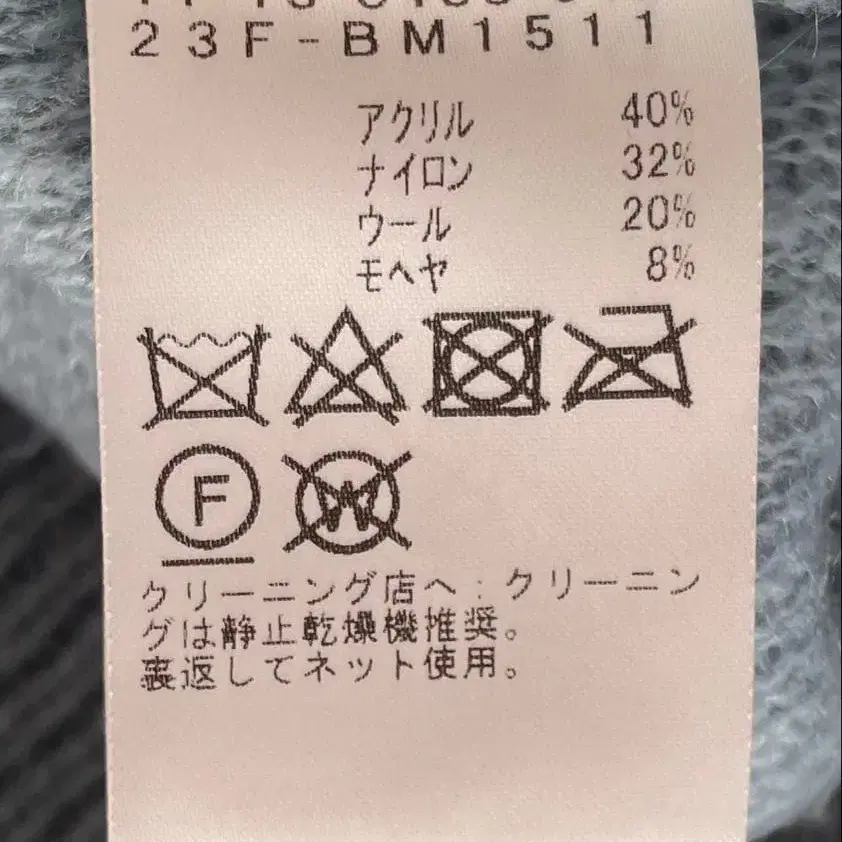 23F-BM1511
アクリル 40%
ナイロン 32%
ウール 20%
モヘヤ 8%
F
W
クリーニング店へ:クリーニン
グは静止乾燥機推奨。
裏返してネット使用。